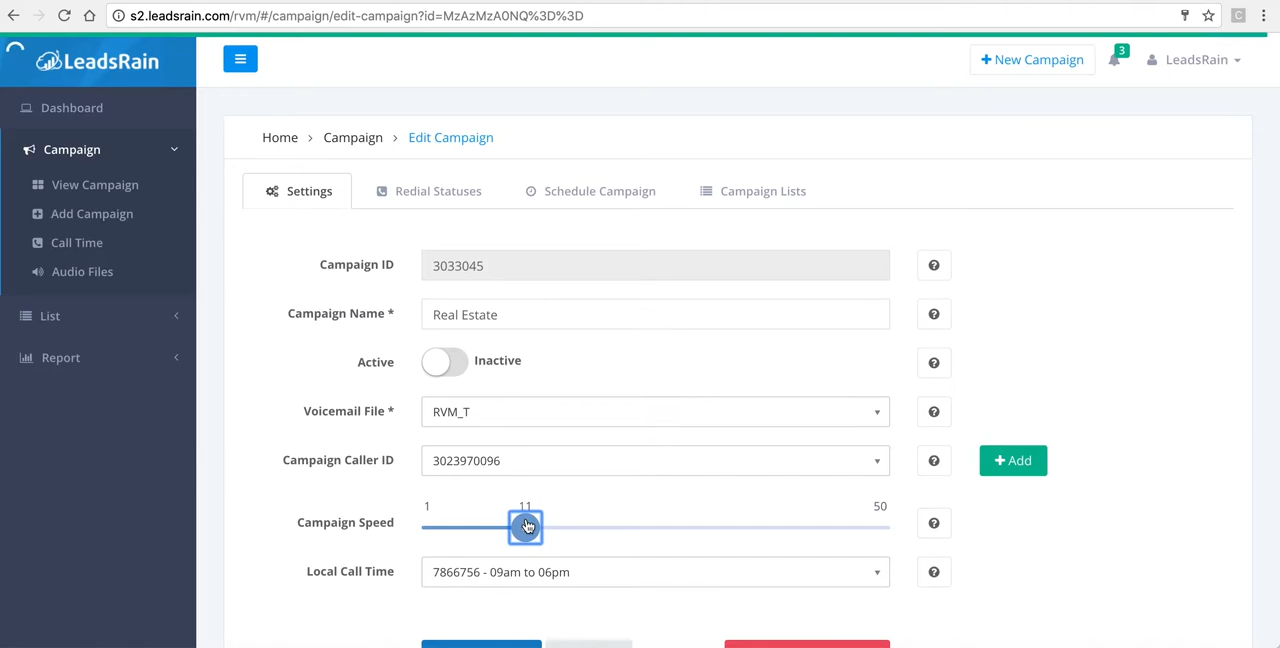 s2.leadsrain.com/rvm/#/campaign/edit-campaign?id=MzAzMzA0NQ%3D%3D
C
LeadsRain
+ New Campaign
3
LeadsRain
Dashboard
Campaign
View Campaign
Add Campaign
Call Time
Audio Files
List
Report
Home > Campaign > Edit Campaign
Settings
Redial Statuses
Schedule Campaign
Campaign Lists
Campaign ID
3033045
Campaign Name *
Real Estate
Active
Inactive
Voicemail File *
RVM_T
Campaign Caller ID
3023970096
+ Add
1
11
50
Campaign Speed
Local Call Time
7866756 - 09am to 06pm